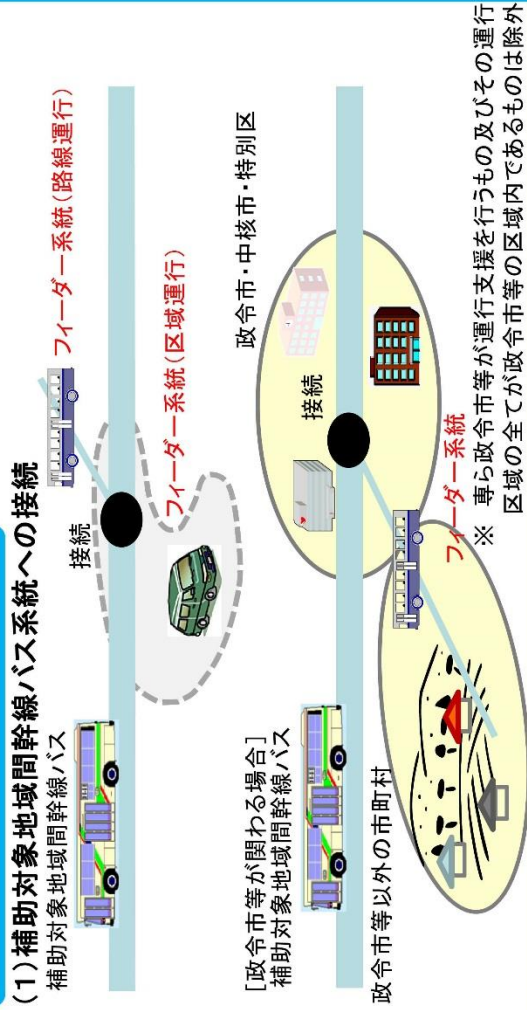 (1)補助対象地域間幹線バス系統への接続
補助対象地域間幹線バス
接続
フィーダー系統(路線運行)
フィーダー系統(区域運行)
[政令市等が関わる場合]
補助対象地域間幹線バス
政令市・中核市・特別区
接続
政令市等以外の市町村
フィーダー系統
※ 専ら政令市等が運行支援を行うもの及びその運行
区域の全てが政令市等の区域内であるものは除外